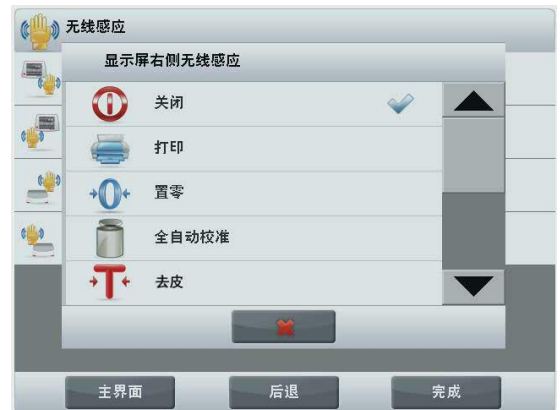 无线感应
显示屏右侧无线感应
关闭
打印
置零
全自动校准
去皮
主界面
后退
完成